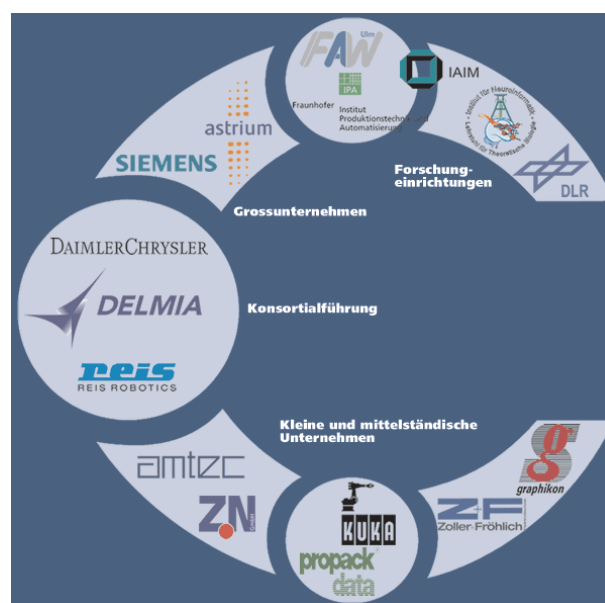 FAW
Ulm
IPA
Fraunhofer
Institut
Produktionstechnik und
Automatisierung
IAIM
Institut für Neuroinformatik
Lehrstuhl für Theoretische Biologie
DLR
astrium
SIEMENS
Forschung-
einrichtungen
Grossunternehmen
DAIMLERCHRYSLER
DELMIA
Konsortialführung
reis
REIS ROBOTICS
Kleine und mittelständische
Unternehmen
amtec
ZN
GmbH
KUKA
propack
data
graphikon
Z+F
Zoller+Fröhlich